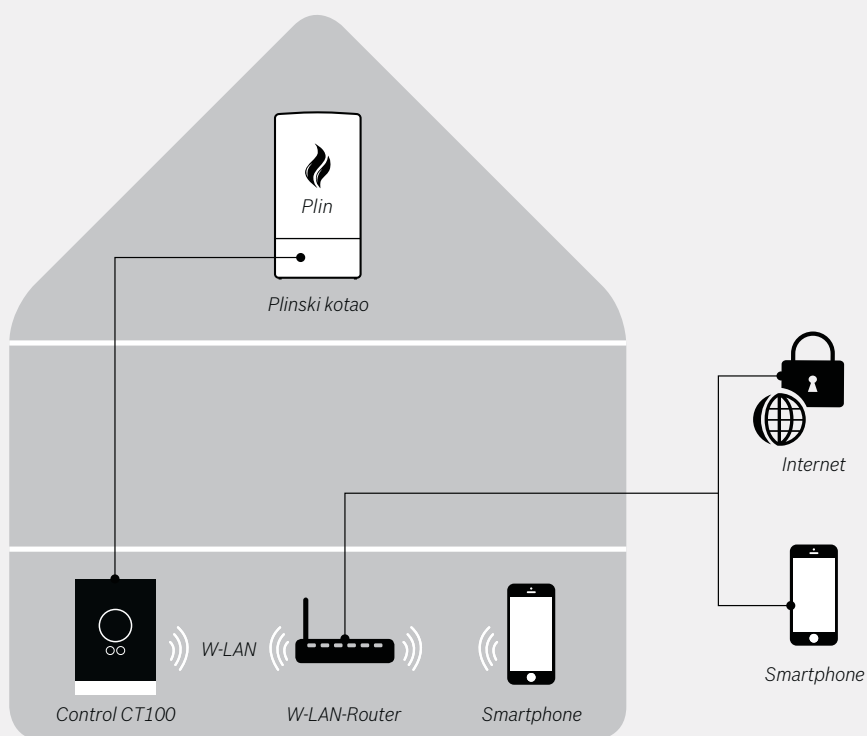 Plin
Plinski kotao
Internet
W-LAN
Smartphone
Control CT100
W-LAN-Router
Smartphone